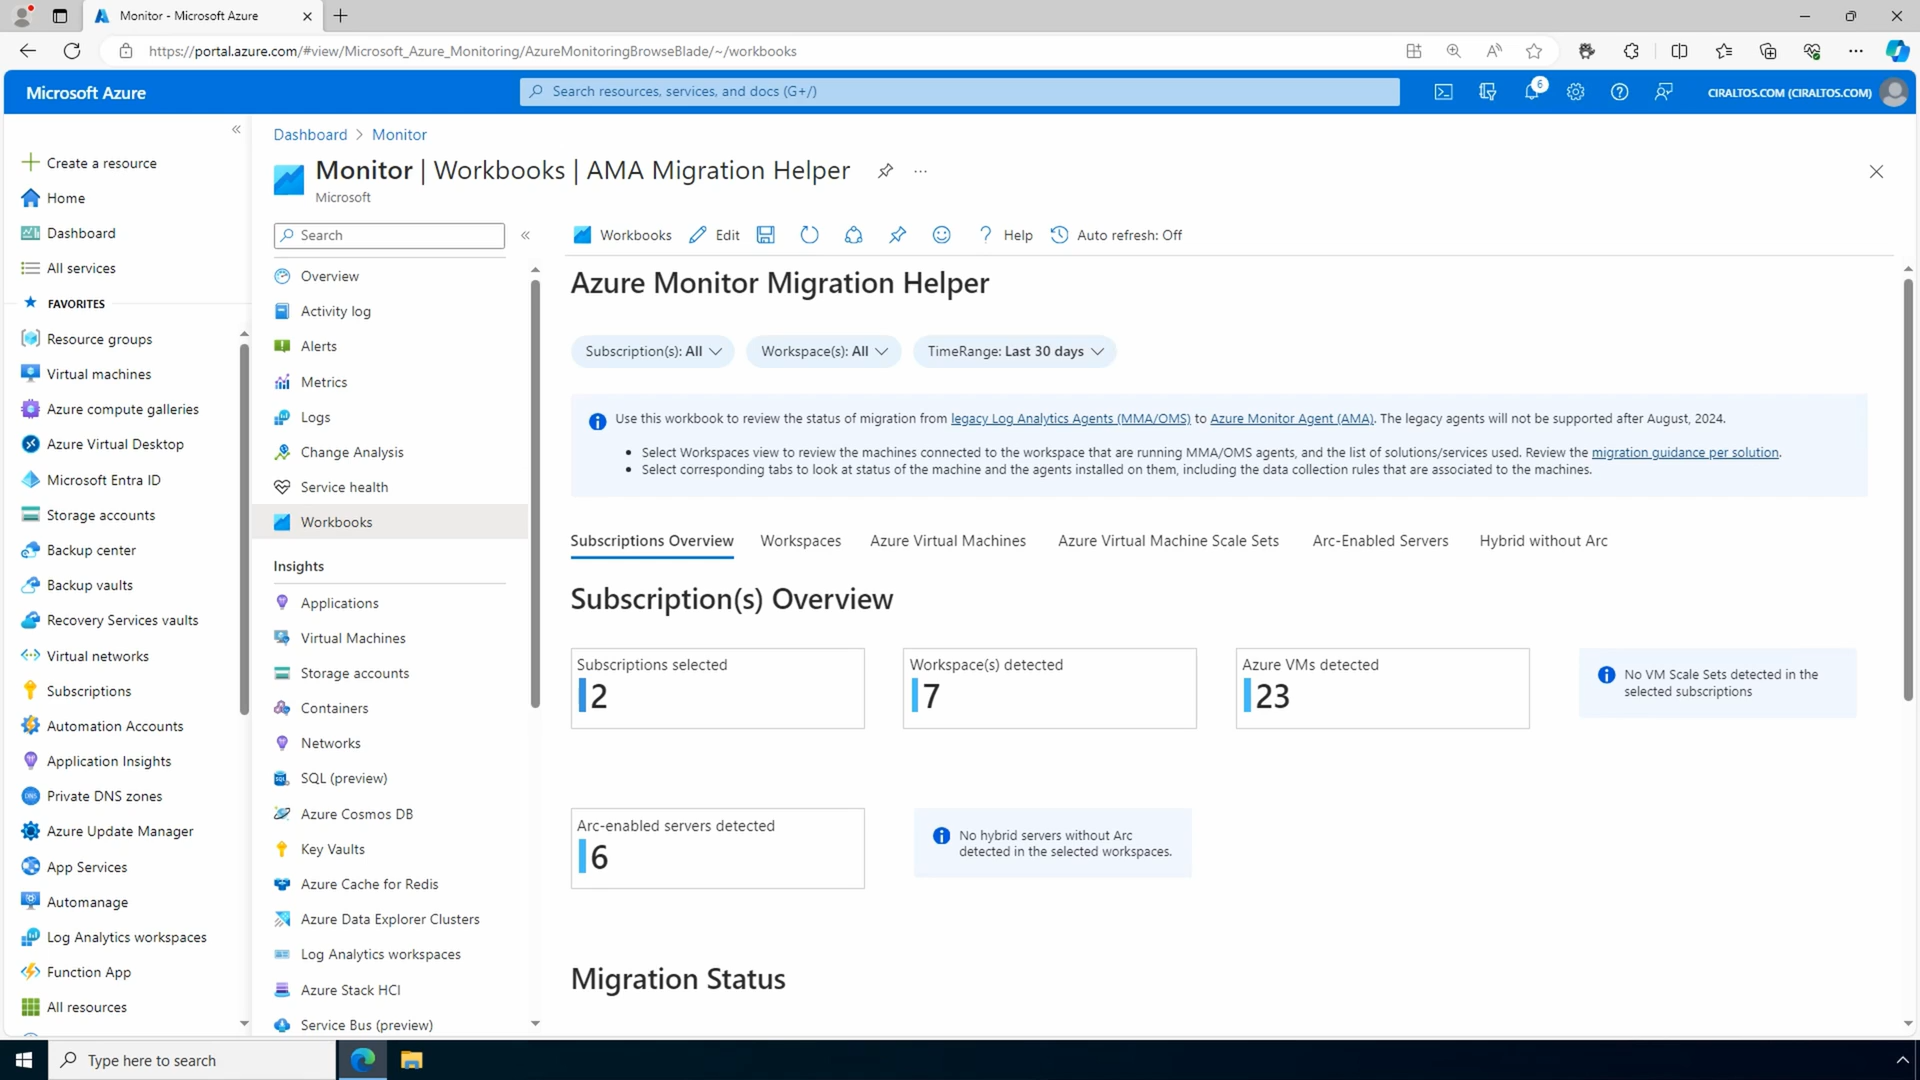 Monitor - Microsoft Azure
https://portal.azure.com/#view/Microsoft_Azure_Monitoring/AzureMonitoringBrowseBlade/~/workbooks
Microsoft Azure
Search resources, services, and docs (G+/)
6
CIRALTOS.COM (CIRALTOS.COM)
Create a resource
Home
Dashboard
All services
FAVORITES
Resource groups
Virtual machines
Azure compute galleries
Azure Virtual Desktop
Microsoft Entra ID
Storage accounts
Backup center
Backup vaults
Recovery Services vaults
Virtual networks
Subscriptions
Automation Accounts
Application Insights
Private DNS zones
Azure Update Manager
App Services
Automanage
Log Analytics workspaces
Function App
All resources
Dashboard > Monitor
Monitor | Workbooks | AMA Migration Helper
Microsoft
Search
Overview
Activity log
Alerts
Metrics
Logs
Change Analysis
Service health
Workbooks
Insights
Applications
Virtual Machines
Storage accounts
Containers
Networks
SQL (preview)
Azure Cosmos DB
Key Vaults
Azure Cache for Redis
Azure Data Explorer Clusters
Log Analytics workspaces
Azure Stack HCI
Service Bus (preview)
Workbooks Edit Help Auto refresh: Off
Azure Monitor Migration Helper
Subscription(s): All Workspace(s): All TimeRange: Last 30 days
Use this workbook to review the status of migration from legacy Log Analytics Agents (MMA/OMS) to Azure Monitor Agent (AMA). The legacy agents will not be supported after August, 2024.
• Select Workspaces view to review the machines connected to the workspace that are running MMA/OMS agents, and the list of solutions/services used. Review the migration guidance per solution.
• Select corresponding tabs to look at status of the machine and the agents installed on them, including the data collection rules that are associated to the machines.
Subscriptions Overview Workspaces Azure Virtual Machines Azure Virtual Machine Scale Sets Arc-Enabled Servers Hybrid without Arc
Subscription(s) Overview
Subscriptions selected
2
Workspace(s) detected
7
Azure VMs detected
23
No VM Scale Sets detected in the
selected subscriptions
Arc-enabled servers detected
6
No hybrid servers without Arc
detected in the selected workspaces.
Migration Status
Type here to search